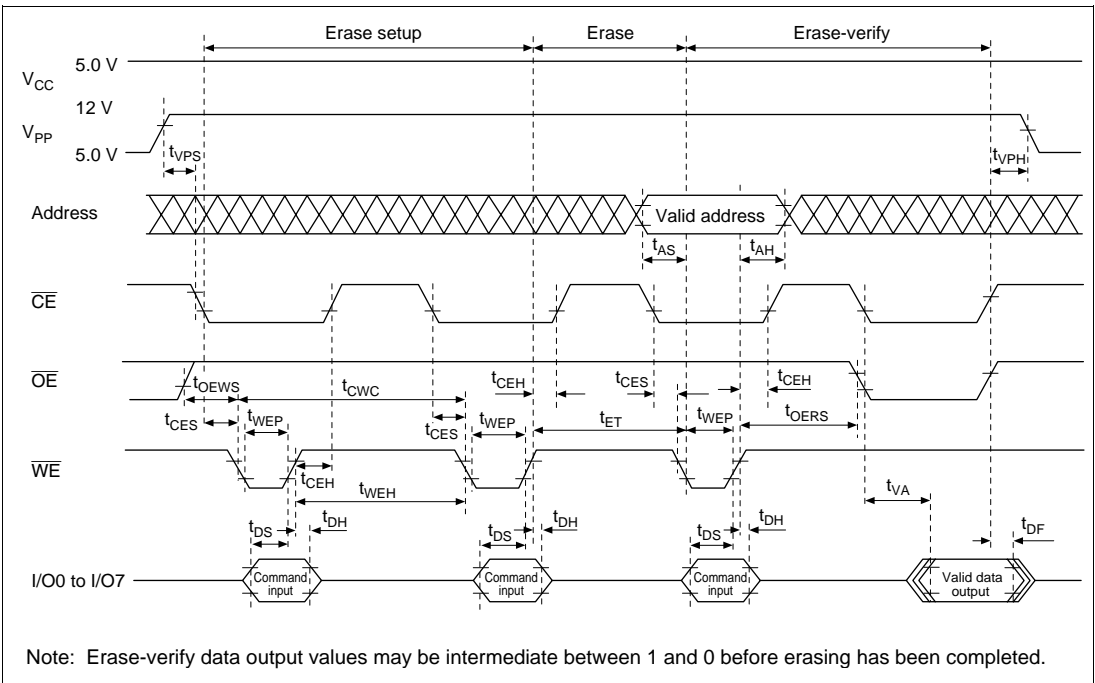 Erase setup Erase Erase-verify
VCC 5.0 V
12 V
VPP
5.0 V
tVPS tVPH
Address Valid address
tAS tAH
CE
OE
tOEWS tCWC tCEH tCES tCEH
tCES tWEP tCES tWEP tET tWEP tOERS
WE
tCEH tWEH tVA
tDS tDH tDS tDH tDS tDH tDF
I/O0 to I/O7
Command input
Command input
Command input
Valid data output
Note: Erase-verify data output values may be intermediate between 1 and 0 before erasing has been completed.